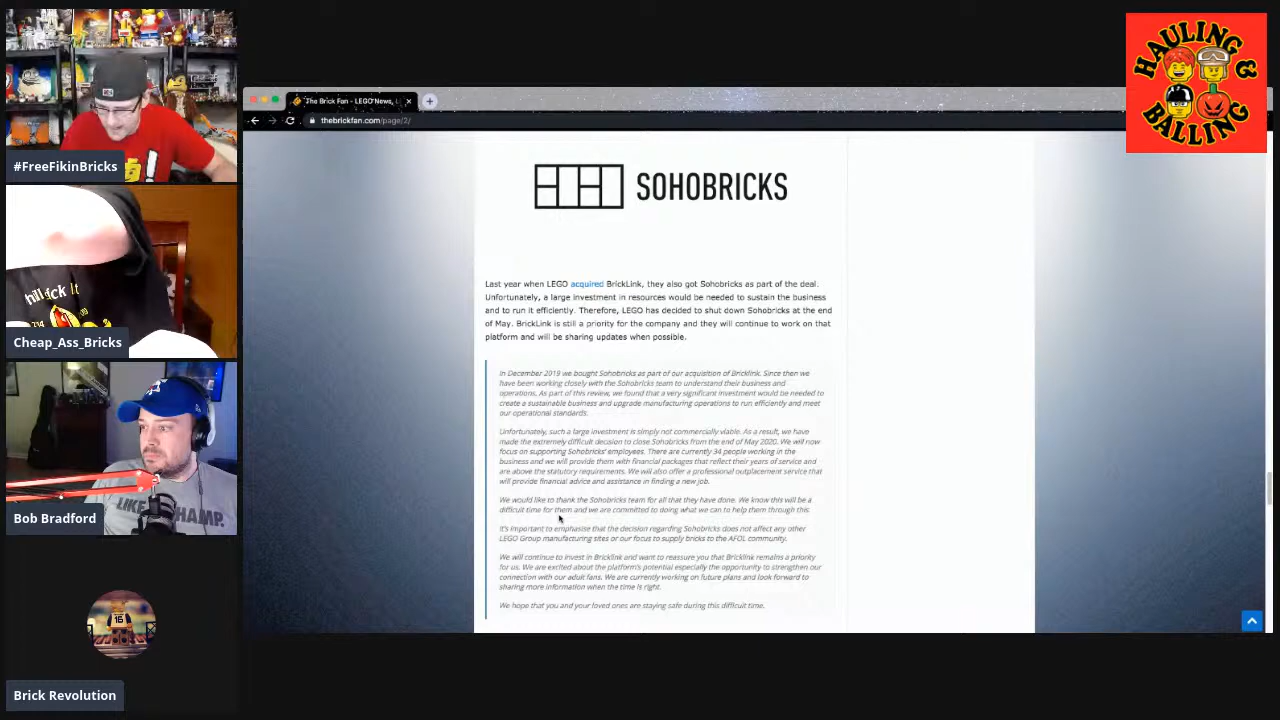 #FreeFikinBricks
Cheap_Ass_Bricks
Bob Bradford
Brick Revolution
HAULING &
BALLING
The Brick Fan - LEGO News,
thebrickfan.com/page/2/
SOHOBRICKS
Last year when LEGO acquired BrickLink, they also got Sohobricks as part of the deal.
Unfortunately, a large investment in resources would be needed to sustain the business
and to run it efficiently. Therefore, LEGO has decided to shut down Sohobricks at the end
of May. BrickLink is still a priority for the company and they will continue to work on that
platform and will be sharing updates when possible.
In December 2019 we bought Sohobricks as part of our acquisition of Bricklink. Since then we
have been working closely with the Sohobricks team to understand their business and
operations. As part of this review, we found that a very significant investment would be needed to
create a sustainable business and upgrade manufacturing operations to run efficiently and meet
our operational standards.
Unfortunately, such a large investment is simply not commercially viable. As a result, we have
made the extremely difficult decision to close Sohobricks from the end of May 2020. We will now
focus on supporting Sohobricks' employees. There are currently 34 people working in the
business and we will provide them with financial packages that reflect their years of service and
are above the statutory requirements. We will also offer a professional outplacement service that
will provide financial advice and assistance in finding a new job.
We would like to thank the Sohobricks team for all that they have done. We know this will be a
difficult time for them and we are committed to doing what we can to help them through this.
It's important to emphasise that the decision regarding Sohobricks does not affect any other
LEGO Group manufacturing sites or our focus to supply bricks to the AFOL community.
We will continue to invest in Bricklink and want to reassure you that Bricklink remains a priority
for us. We are excited about the platform's potential especially the opportunity to strengthen our
connection with our adult fans. We are currently working on future plans and look forward to
sharing more information when the time is right.
We hope that you and your loved ones are staying safe during this difficult time.